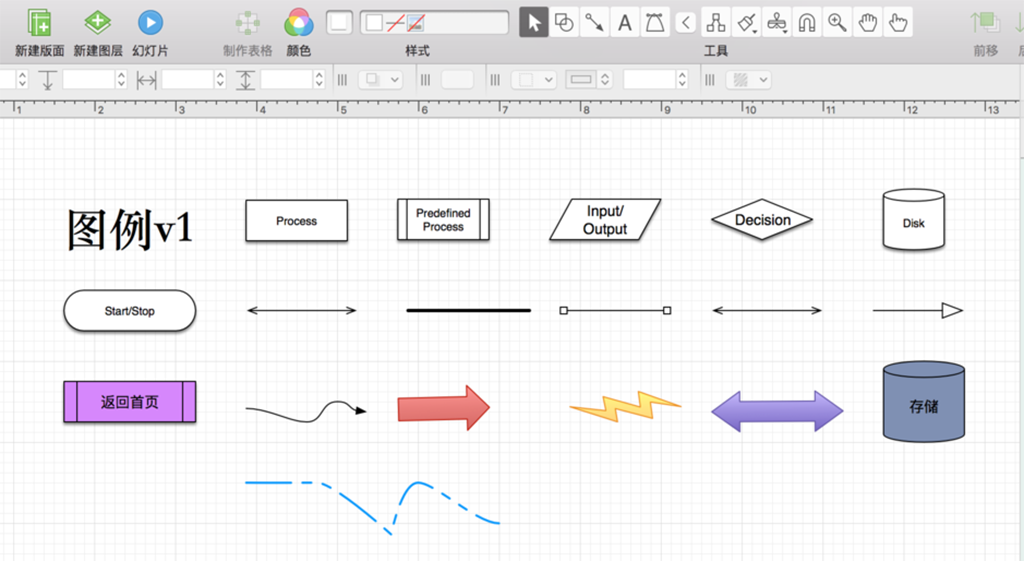 新建版面 新建图层 幻灯片 制作表格 颜色 样式 工具 前移
1 2 3 4 5 6 7 8 9 10 11 12 13
图例v1
Process
Predefined
Process
Input/
Output
Decision
Disk
Start/Stop
返回首页
存储